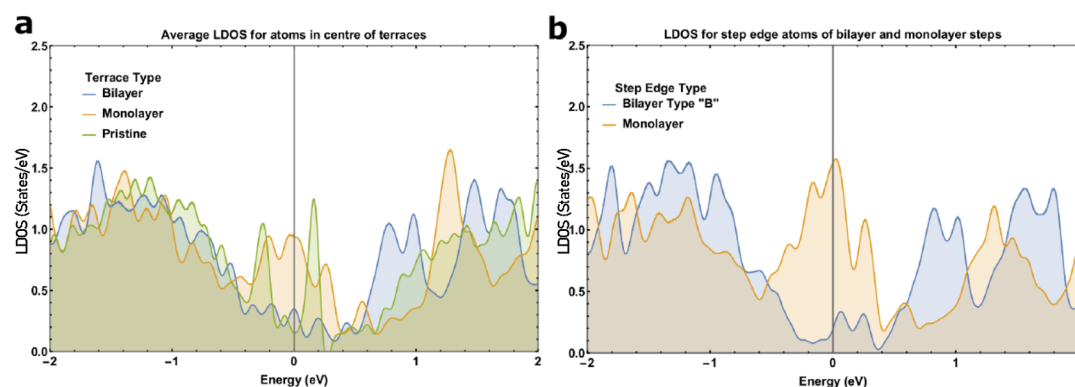 a
Average LDOS for atoms in centre of terraces
2.5
2.0
1.5
1.0
0.5
0.0
LDOS (States/eV)
Terrace Type
Bilayer
Monolayer
Pristine
−2 −1 0 1 2
Energy (eV)
b
LDOS for step edge atoms of bilayer and monolayer steps
2.5
2.0
1.5
1.0
0.5
0.0
LDOS (States/eV)
Step Edge Type
Bilayer Type "B"
Monolayer
−2 −1 0 1
Energy (eV)